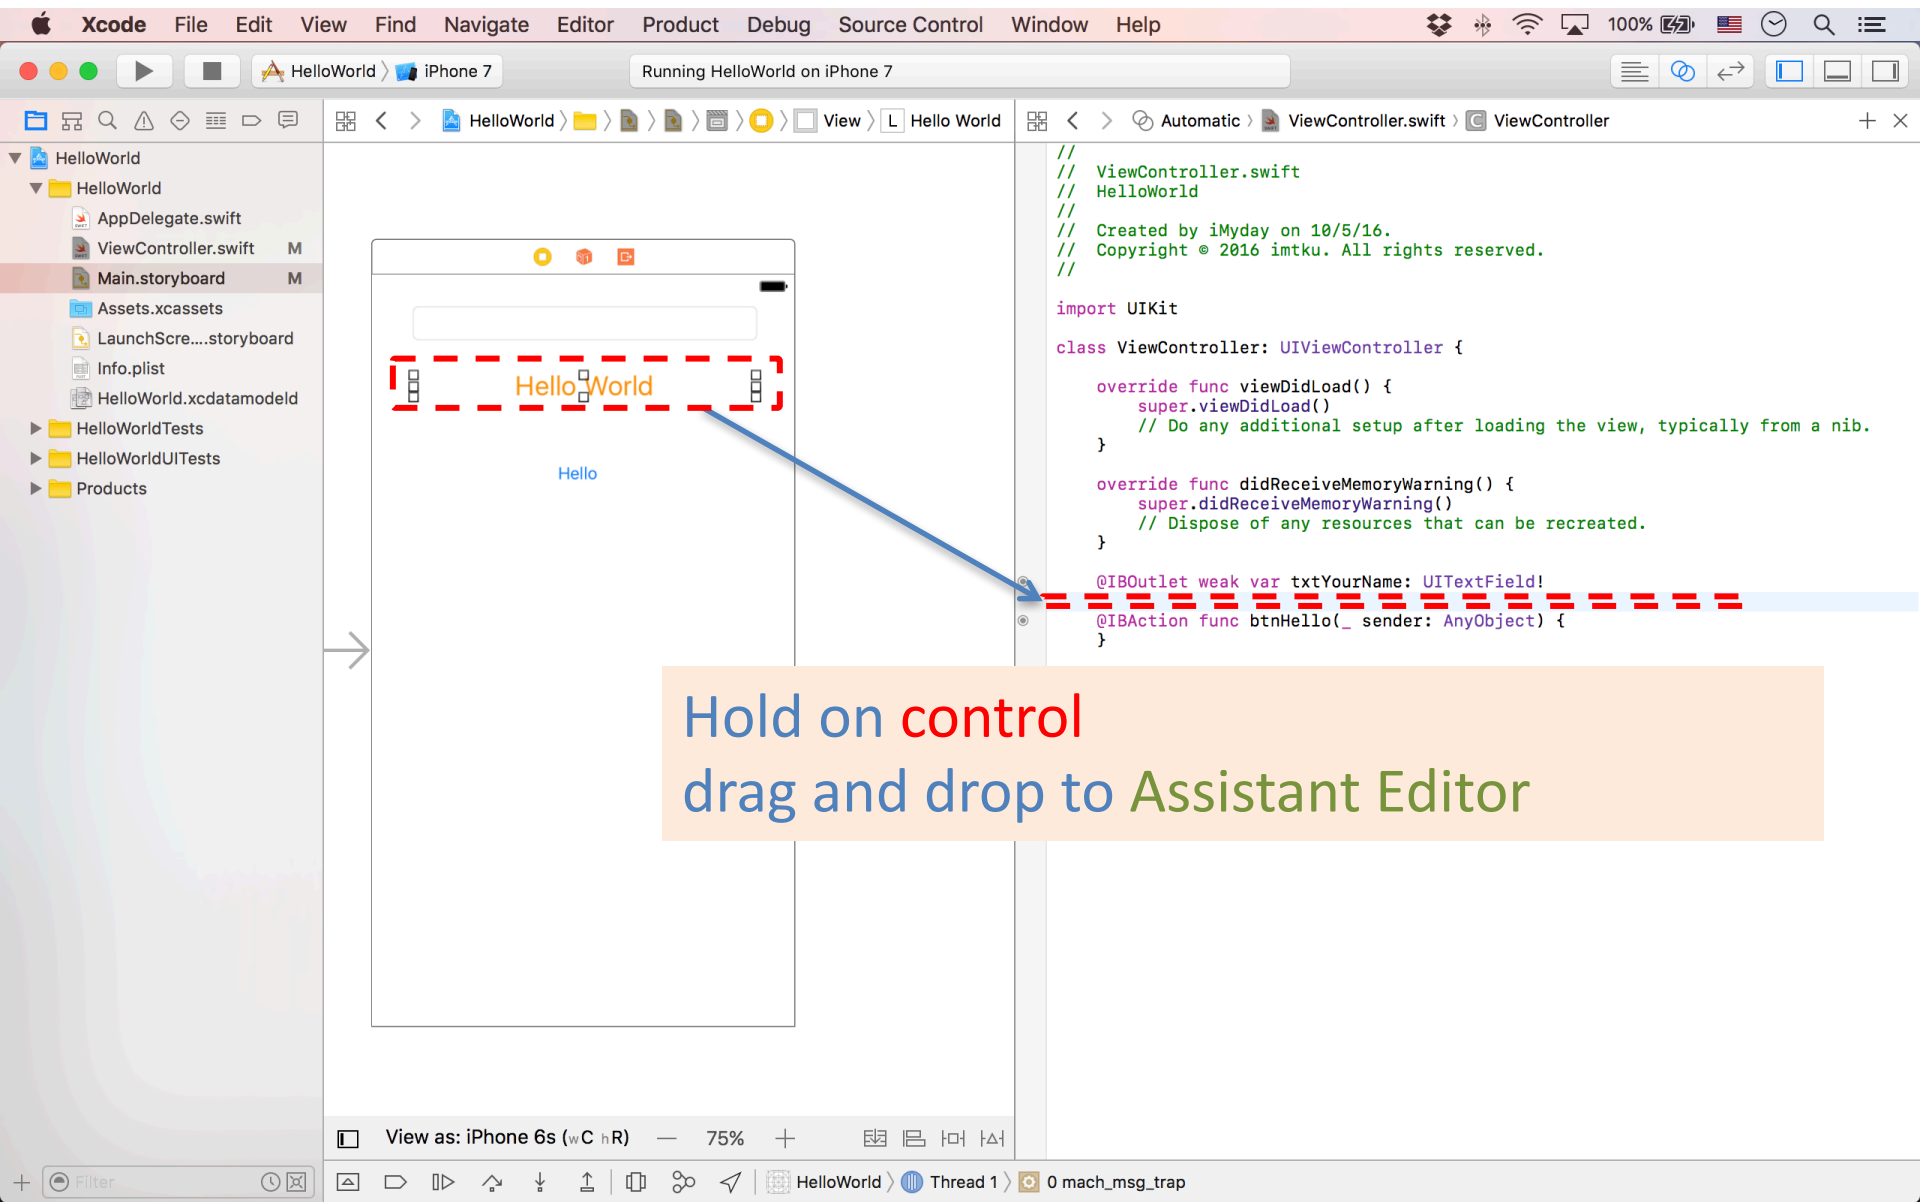 Xcode File Edit View Find Navigate Editor Product Debug Source Control Window Help 100%
HelloWorld iPhone 7 Running HelloWorld on iPhone 7
HelloWorld View L Hello World
Automatic ViewController.swift C ViewController
HelloWorld
HelloWorld
AppDelegate.swift
ViewController.swift M
Main.storyboard M
Assets.xcassets
LaunchScre....storyboard
Info.plist
HelloWorld.xcdatamodeld
HelloWorldTests
HelloWorldUITests
Products
Hello World
Hello
//
// ViewController.swift
// HelloWorld
//
// Created by iMyday on 10/5/16.
// Copyright © 2016 imtku. All rights reserved.
//
import UIKit
class ViewController: UIViewController {
override func viewDidLoad() {
super.viewDidLoad()
// Do any additional setup after loading the view, typically from a nib.
}
override func didReceiveMemoryWarning() {
super.didReceiveMemoryWarning()
// Dispose of any resources that can be recreated.
}
@IBOutlet weak var txtYourName: UITextField!
@IBAction func btnHello(_ sender: AnyObject) {
}
Hold on control
drag and drop to Assistant Editor
View as: iPhone 6s (wC hR) — 75% +
Filter
HelloWorld Thread 1 0 mach_msg_trap